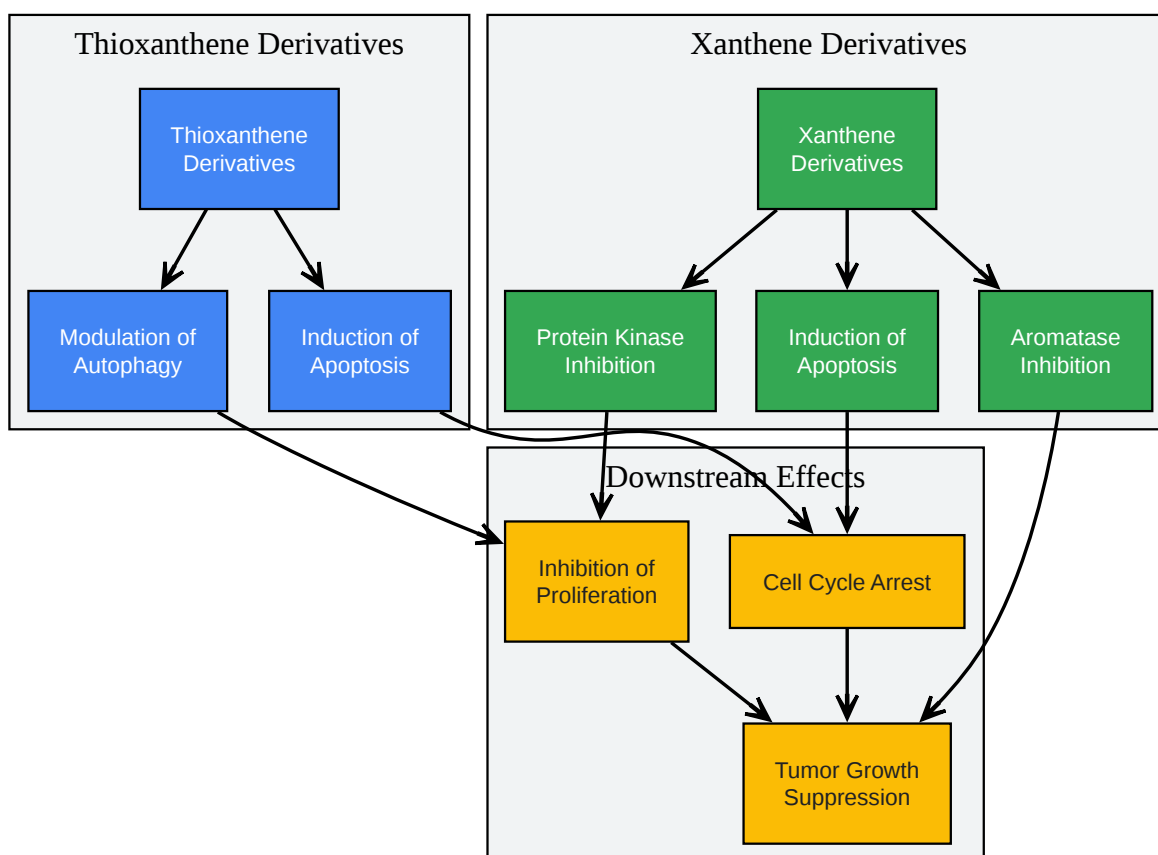 Thioxanthene Derivatives
Xanthene Derivatives
Thioxanthene
Derivatives
Xanthene
Derivatives
Modulation of
Autophagy
Induction of
Apoptosis
Protein Kinase
Inhibition
Induction of
Apoptosis
Aromatase
Inhibition
Downstream Effects
Inhibition of
Proliferation
Cell Cycle Arrest
Tumor Growth
Suppression